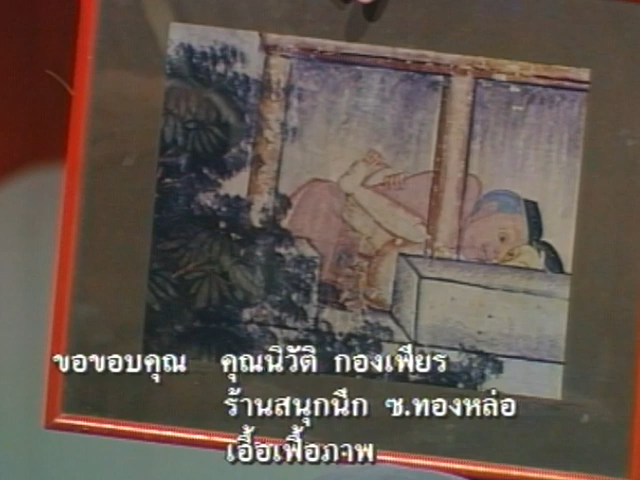 ขอขอบคุณ คุณนิวัติ กองเพียร
ร้านสนุกนึก ซ.ทองหล่อ
เอื้อเฟื้อภาพ